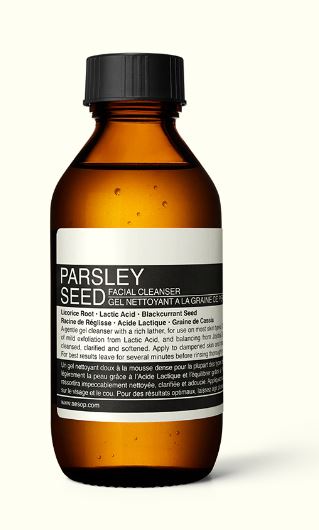 PARSLEY
SEED FACIAL CLEANSER
GEL NETTOYANT A LA GRAINE DE
Licorice Root · Lactic Acid · Blackcurrant Seed
Racine de Réglisse · Acide Lactique · Graine de Cassis
A gentle gel cleanser with a rich lather, for use on most skin
of mild exfoliation from Lactic Acid, and balancing from
cleansed, clarified and softened. Apply to dampened skin
For best results leave for several minutes before rinsing
Un gel nettoyant doux à la mousse dense pour la plupart des
légèrement la peau grâce à l'Acide Lactique et l'équilibre
ressortira impeccablement nettoyée, clarifiée et adoucie.
sur le visage et le cou. Pour des résultats optimaux, laissez
www.aesop.com